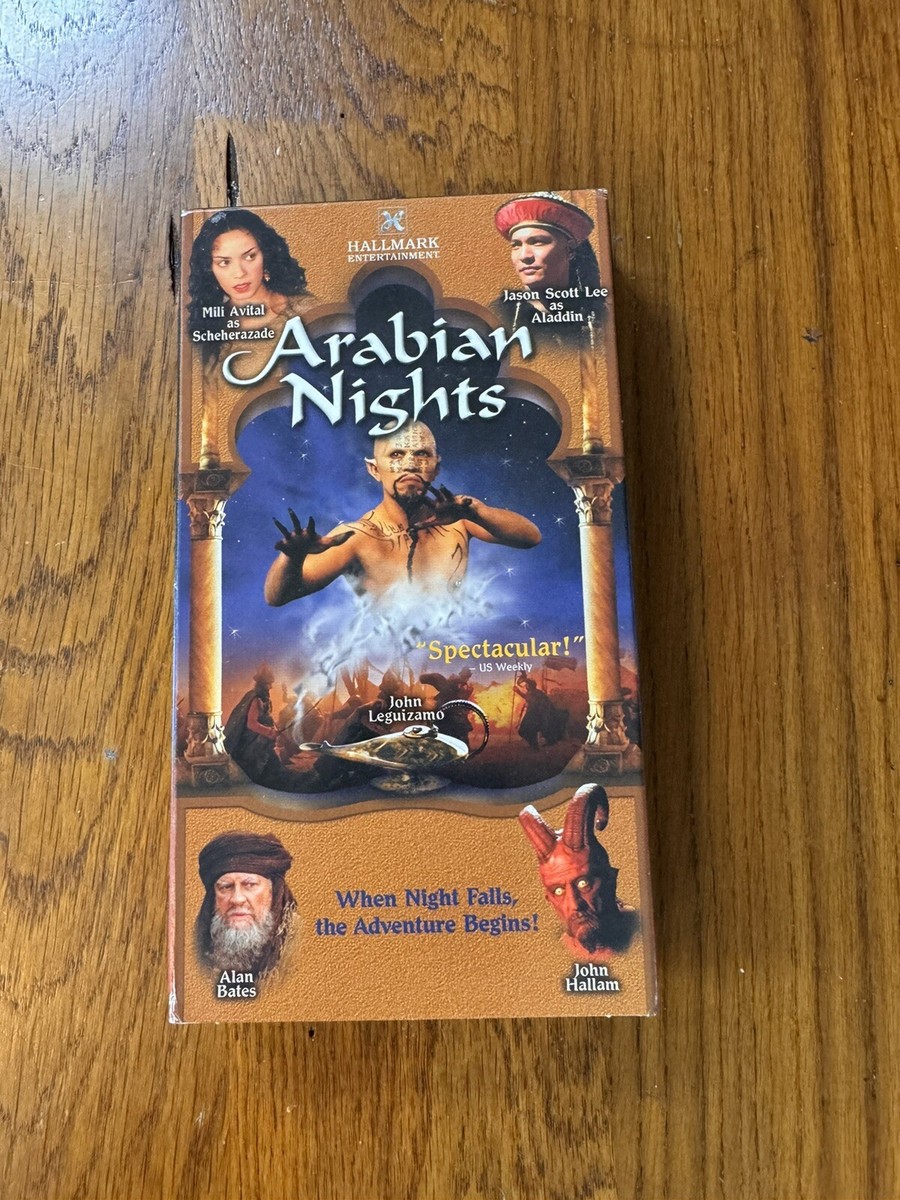 HALLMARK
ENTERTAINMENT
Mili Avital
as
Scheherazade
Jason Scott Lee
as
Aladdin
Arabian
Nights
"Spectacular!"
– US Weekly
John
Leguizamo
When Night Falls,
the Adventure Begins!
Alan
Bates
John
Hallam